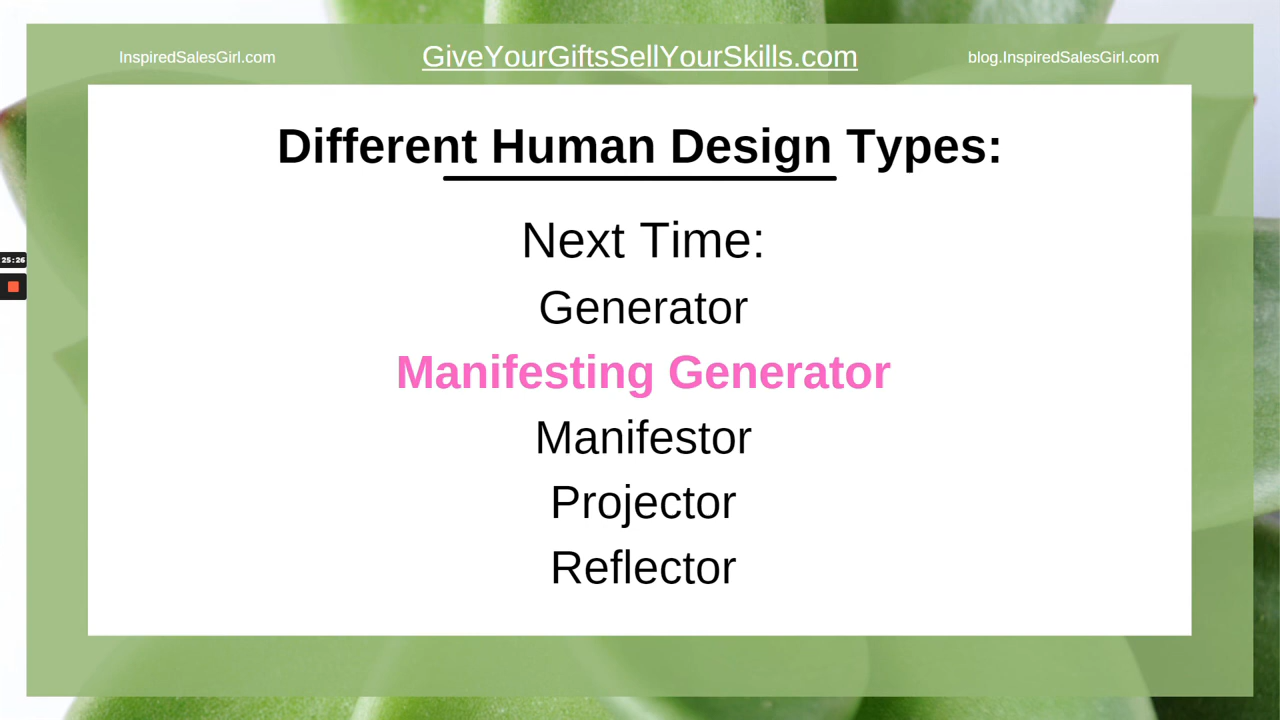 InspiredSalesGirl.com
GiveYourGiftsSellYourSkills.com
blog.InspiredSalesGirl.com
Different Human Design Types:
Next Time:
Generator
Manifesting Generator
Manifestor
Projector
Reflector
25:26